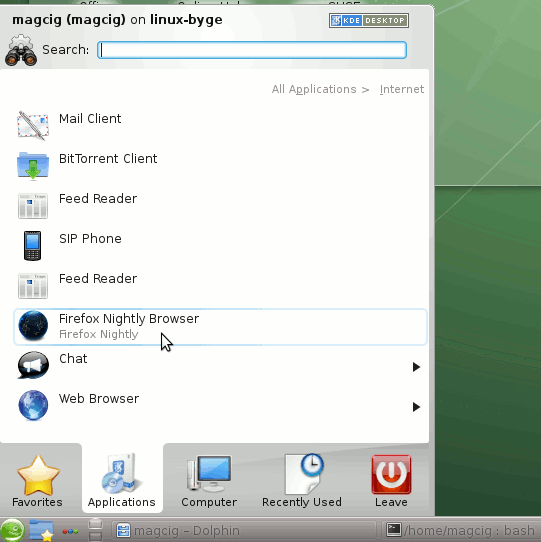 magcig (magcig) on linux-byge
KDE DESKTOP
Search:
All Applications > Internet
Mail Client
BitTorrent Client
Feed Reader
SIP Phone
Feed Reader
Firefox Nightly Browser
Firefox Nightly
Chat
Web Browser
Favorites
Applications
Computer
Recently Used
Leave
magcig – Dolphin
/home/magcig : bash